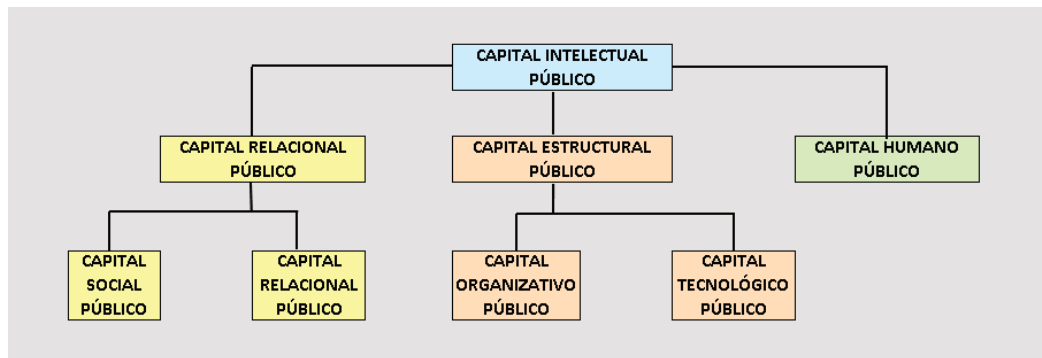 CAPITAL INTELECTUAL
PÚBLICO
CAPITAL RELACIONAL
PÚBLICO
CAPITAL ESTRUCTURAL
PÚBLICO
CAPITAL HUMANO
PÚBLICO
CAPITAL
SOCIAL
PÚBLICO
CAPITAL
RELACIONAL
PÚBLICO
CAPITAL
ORGANIZATIVO
PÚBLICO
CAPITAL
TECNOLÓGICO
PÚBLICO